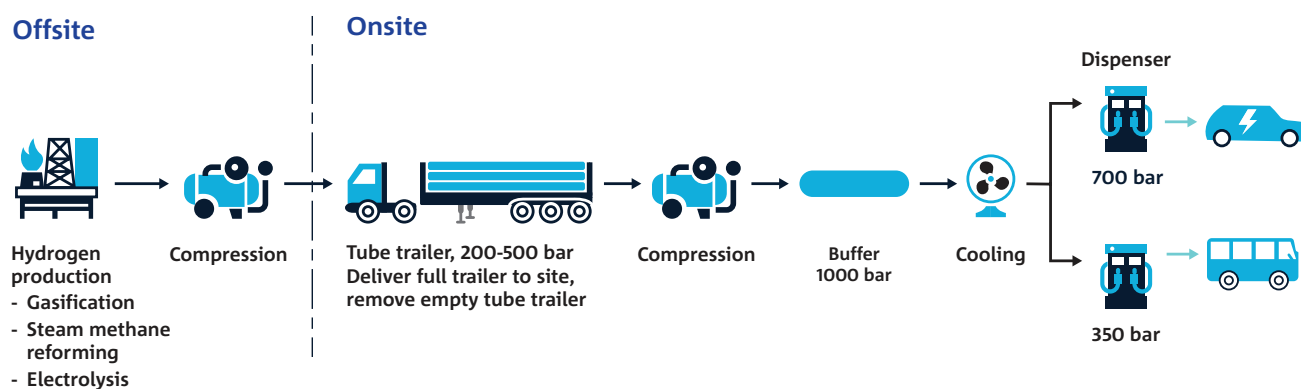 Offsite
Onsite
Dispenser
700 bar
Hydrogen
production
- Gasification
- Steam methane
reforming
- Electrolysis
Compression
Tube trailer, 200-500 bar
Deliver full trailer to site,
remove empty tube trailer
Compression
Buffer
1000 bar
Cooling
350 bar